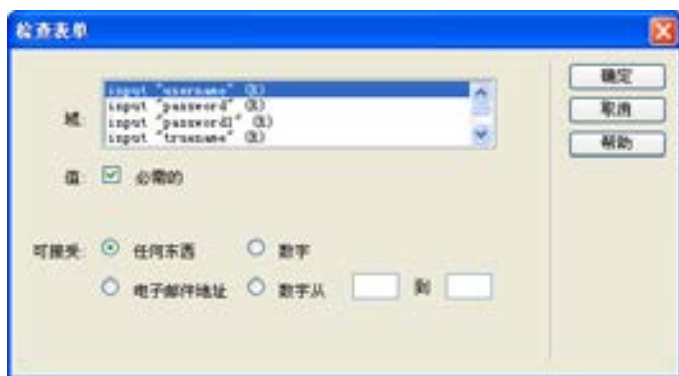 检查表单
域:
input "username" (R)
input "password" (R)
input "password1" (R)
input "truename" (R)
值: 必需的
可接受: 任何东西 数字
电子邮件地址 数字从 到
确定
取消
帮助